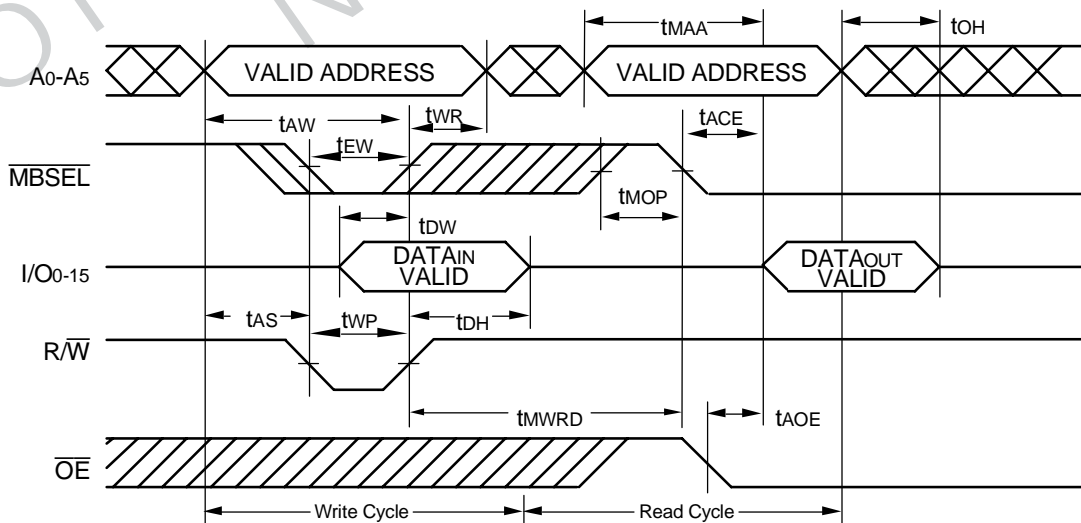 tMAA
tOH
A0-A5
VALID ADDRESS
VALID ADDRESS
tAW
tWR
tACE
tEW
MBSEL
tMOP
tDW
I/O0-15
DATAIN
VALID
DATAOUT
VALID
tAS
tWP
tDH
R/W
tMWRD
tAOE
OE
Write Cycle
Read Cycle